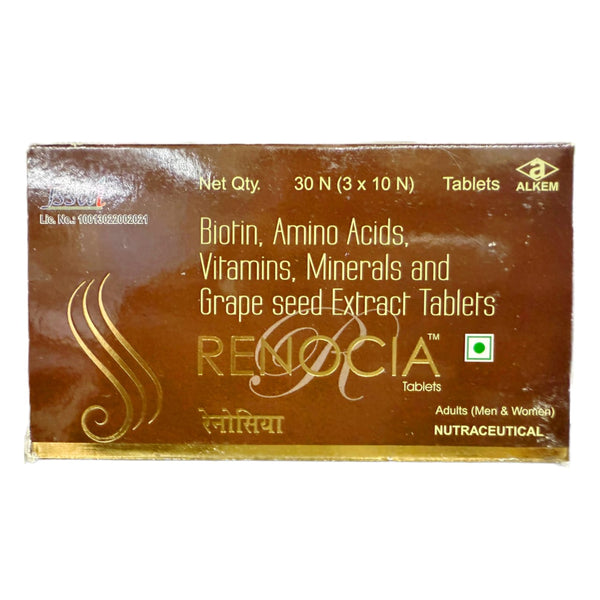 Net Qty. 30 N (3 x 10 N) Tablets
a
ALKEM
fssai
Lic. No.: 10013022002021
Biotin, Amino Acids,
Vitamins, Minerals and
Grape seed Extract Tablets
R
RENOCIA™
Tablets
रेनोसिया
Adults (Men & Women)
NUTRACEUTICAL